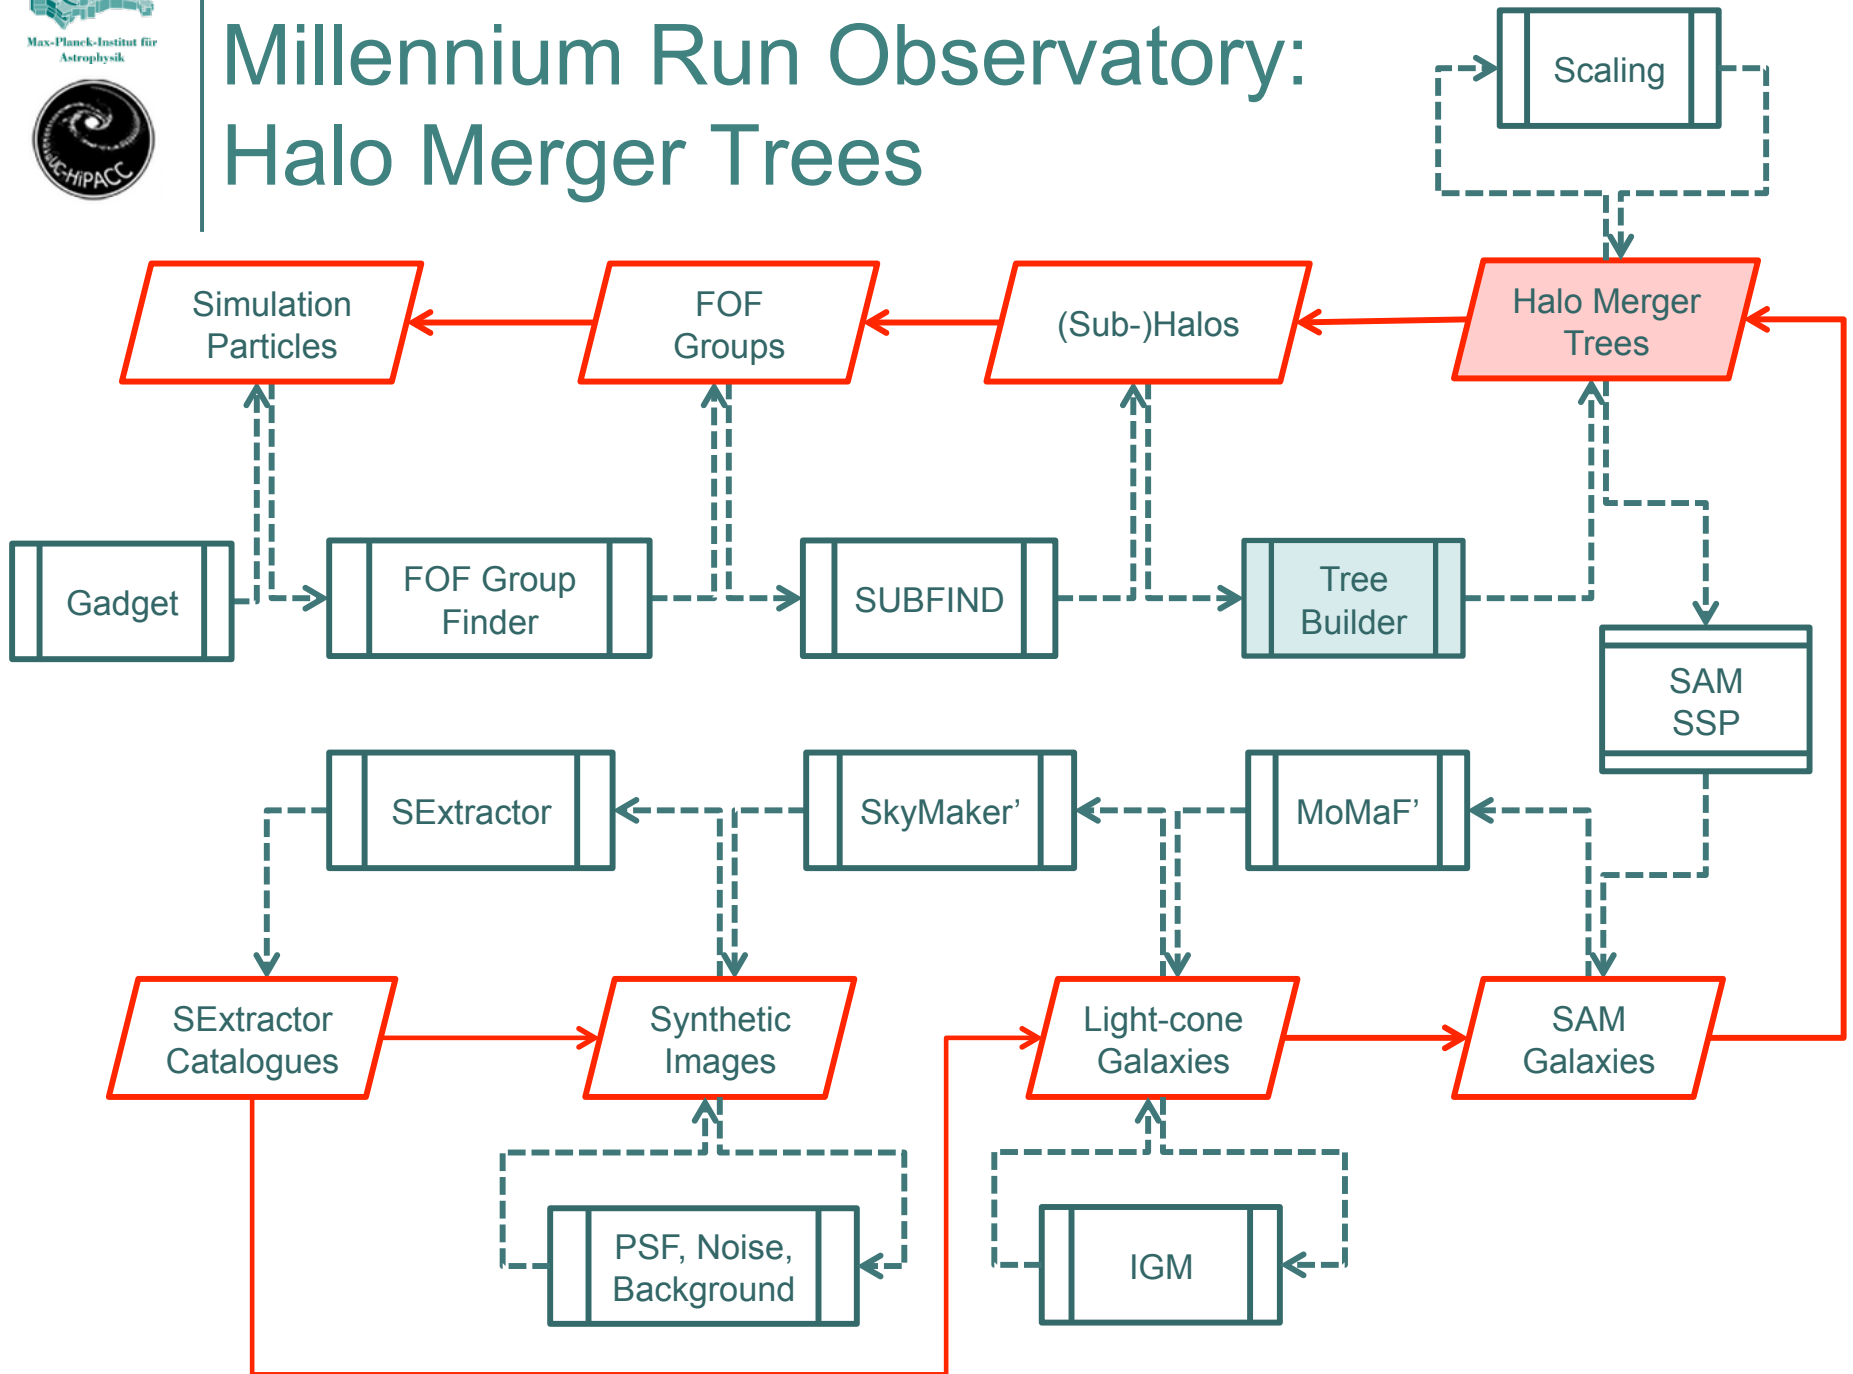 Max-Planck-Institut für
Astrophysik
UC-HiPACC
Millennium Run Observatory:
Halo Merger Trees
Scaling
Simulation
Particles
FOF
Groups
(Sub-)Halos
Halo Merger
Trees
Gadget
FOF Group
Finder
SUBFIND
Tree
Builder
SAM
SSP
SExtractor
SkyMaker’
MoMaF’
SExtractor
Catalogues
Synthetic
Images
Light-cone
Galaxies
SAM
Galaxies
PSF, Noise,
Background
IGM